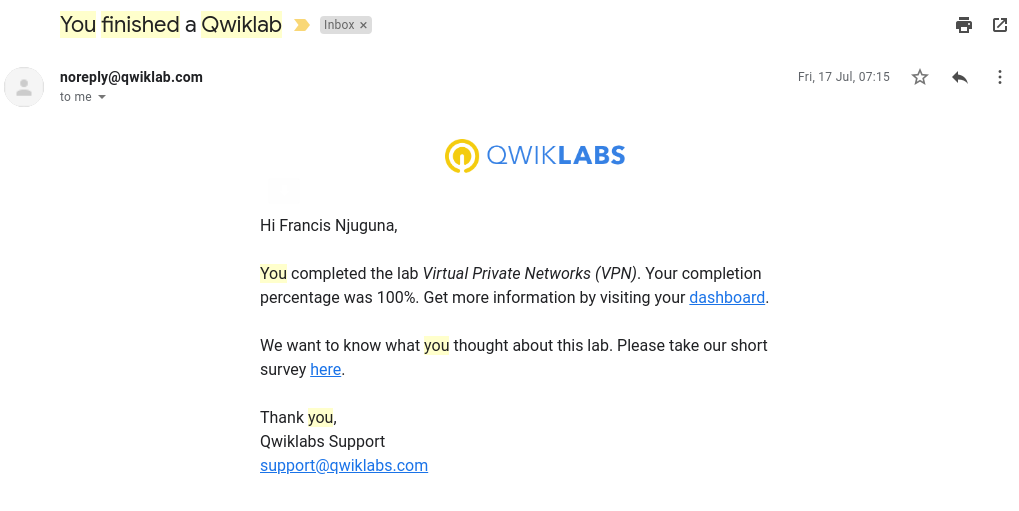 You finished a Qwiklab Inbox ×
noreply@qwiklab.com Fri, 17 Jul, 07:15
to me
QWIKLABS
Hi Francis Njuguna,
You completed the lab Virtual Private Networks (VPN). Your completion
percentage was 100%. Get more information by visiting your dashboard.
We want to know what you thought about this lab. Please take our short
survey here.
Thank you,
Qwiklabs Support
support@qwiklabs.com